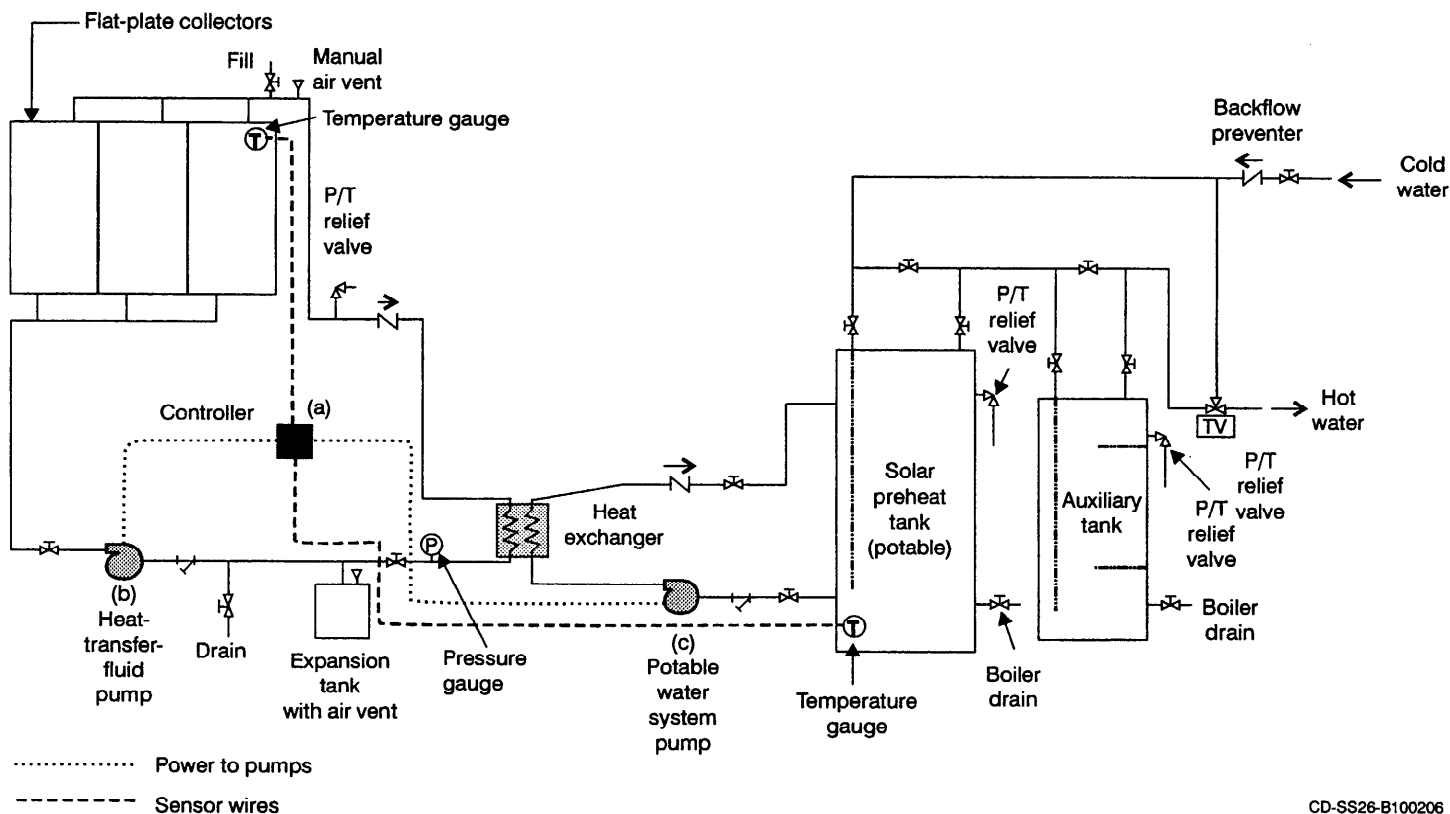 Flat-plate collectors
Fill
Manual
air vent
Temperature gauge
T
P/T
relief
valve
Backflow
preventer
Cold
water
P/T
relief
valve
Controller
(a)
Hot
water
TV
Solar
preheat
tank
(potable)
Auxiliary
tank
P/T
relief
valve
P/T
relief
valve
Heat
exchanger
P
(b)
Heat-
transfer-
fluid
pump
Drain
Expansion
tank
with air vent
Pressure
gauge
(c)
Potable
water
system
pump
T
Temperature
gauge
Boiler
drain
Boiler
drain
Power to pumps
Sensor wires
CD-SS26-B100206